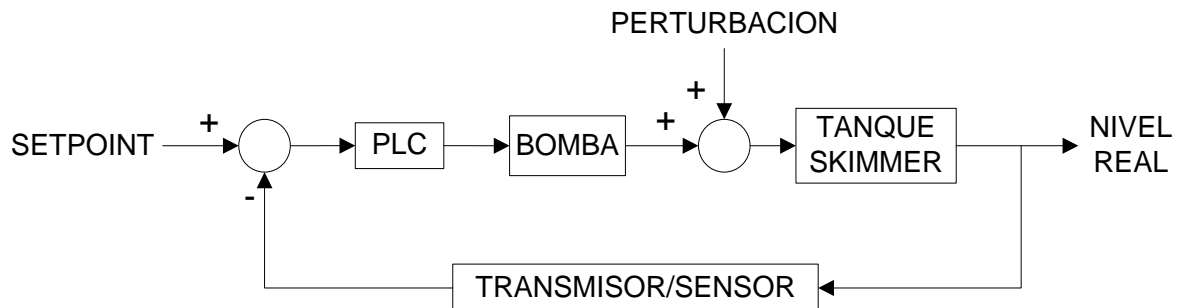 PERTURBACION
+
+
+
SETPOINT
PLC
BOMBA
TANQUE
SKIMMER
NIVEL
REAL
-
TRANSMISOR/SENSOR